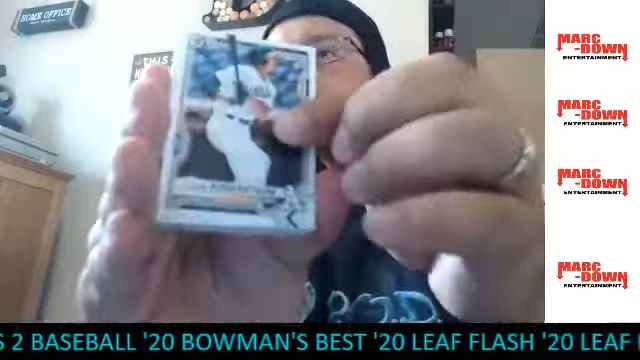 HOME OFFICE
THIS
MARC-
-DOWN
ENTERTAINMENT
MARC-
-DOWN
ENTERTAINMENT
MARC-
-DOWN
ENTERTAINMENT
MARC-
-DOWN
ENTERTAINMENT
S 2 BASEBALL '20 BOWMAN'S BEST '20 LEAF FLASH '20 LEAF